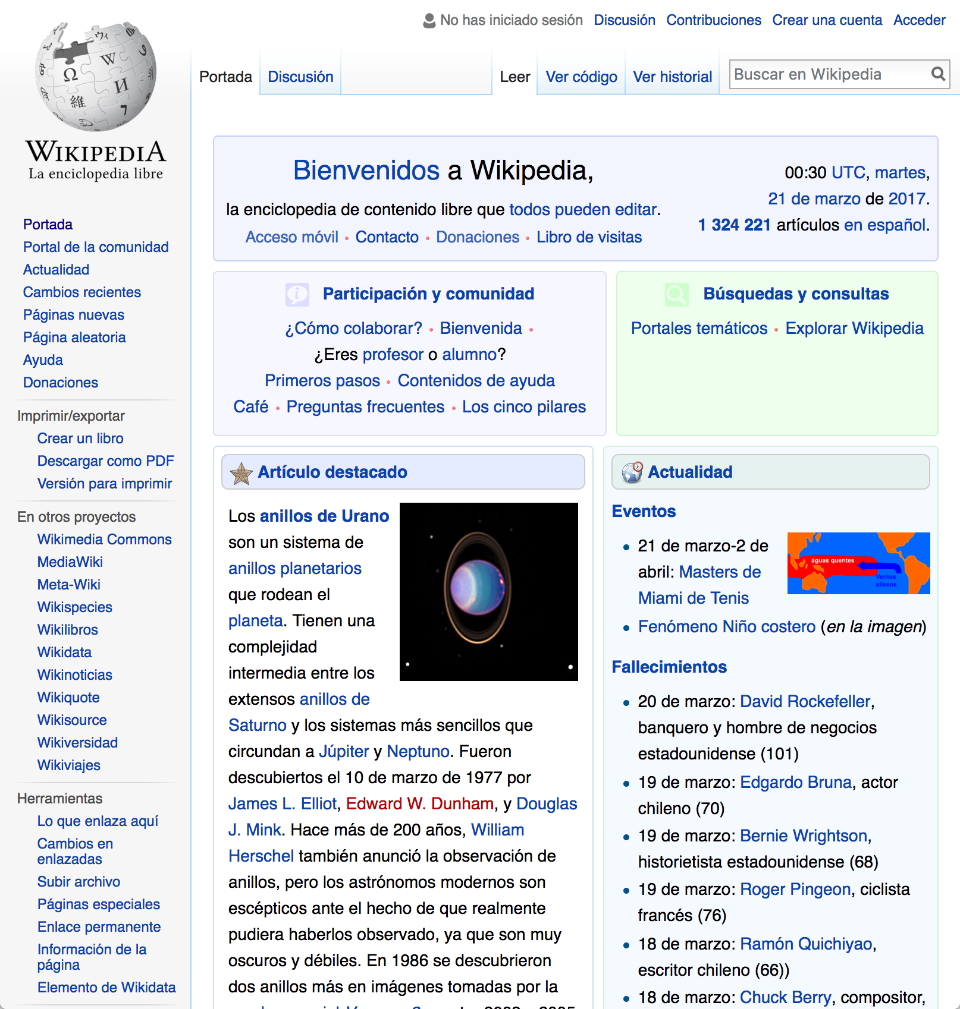 No has iniciado sesión Discusión Contribuciones Crear una cuenta Acceder
Portada Discusión Leer Ver código Ver historial Buscar en Wikipedia
WIKIPEDIA
La enciclopedia libre
Portada
Portal de la comunidad
Actualidad
Cambios recientes
Páginas nuevas
Página aleatoria
Ayuda
Donaciones
Imprimir/exportar
Crear un libro
Descargar como PDF
Versión para imprimir
En otros proyectos
Wikimedia Commons
MediaWiki
Meta-Wiki
Wikispecies
Wikilibros
Wikidata
Wikinoticias
Wikiquote
Wikisource
Wikiversidad
Wikiviajes
Herramientas
Lo que enlaza aquí
Cambios en
enlazadas
Subir archivo
Páginas especiales
Enlace permanente
Información de la
página
Elemento de Wikidata
Bienvenidos a Wikipedia,
la enciclopedia de contenido libre que todos pueden editar.
Acceso móvil • Contacto • Donaciones • Libro de visitas
00:30 UTC, martes,
21 de marzo de 2017.
1 324 221 artículos en español.
Participación y comunidad
¿Cómo colaborar? • Bienvenida •
¿Eres profesor o alumno?
Primeros pasos • Contenidos de ayuda
Café • Preguntas frecuentes • Los cinco pilares
Búsquedas y consultas
Portales temáticos • Explorar Wikipedia
Artículo destacado
Los anillos de Urano
son un sistema de
anillos planetarios
que rodean el
planeta. Tienen una
complejidad
intermedia entre los
extensos anillos de
Saturno y los sistemas más sencillos que
circundan a Júpiter y Neptuno. Fueron
descubiertos el 10 de marzo de 1977 por
James L. Elliot, Edward W. Dunham, y Douglas
J. Mink. Hace más de 200 años, William
Herschel también anunció la observación de
anillos, pero los astrónomos modernos son
escépticos ante el hecho de que realmente
pudiera haberlos observado, ya que son muy
oscuros y débiles. En 1986 se descubrieron
dos anillos más en imágenes tomadas por la
Actualidad
Eventos
• 21 de marzo-2 de
abril: Masters de
Miami de Tenis
aguas quentes
• Fenómeno Niño costero (en la imagen)
Fallecimientos
• 20 de marzo: David Rockefeller,
banquero y hombre de negocios
estadounidense (101)
• 19 de marzo: Edgardo Bruna, actor
chileno (70)
• 19 de marzo: Bernie Wrightson,
historietista estadounidense (68)
• 19 de marzo: Roger Pingeon, ciclista
francés (76)
• 18 de marzo: Ramón Quichiyao,
escritor chileno (66))
• 18 de marzo: Chuck Berry, compositor,